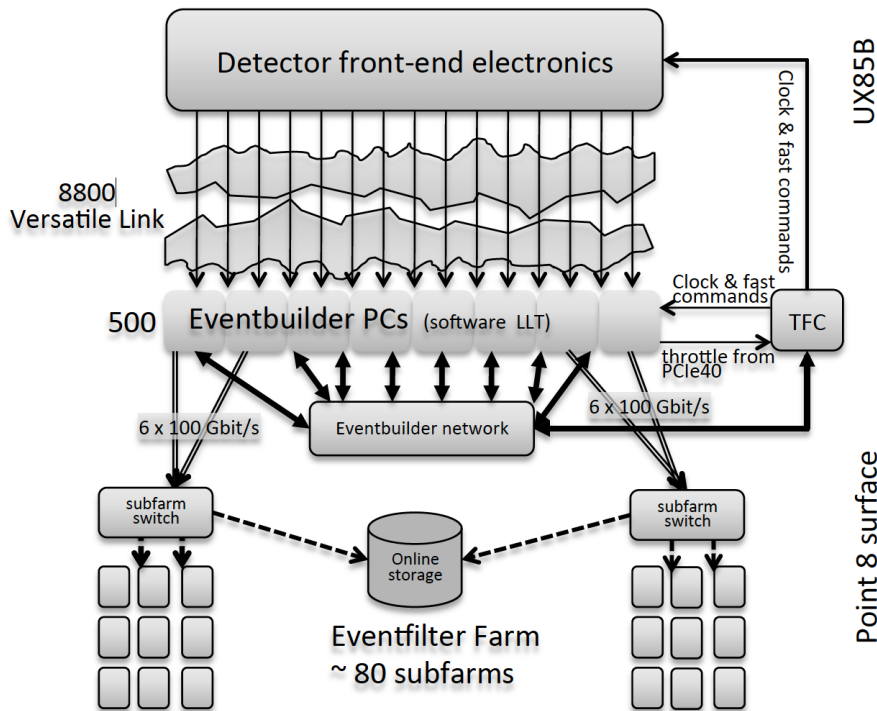 Detector front-end electronics
UX85B
Clock & fast commands
8800
Versatile Link
Clock & fast
commands
500
Eventbuilder PCs (software LLT)
TFC
throttle from
PCIe40
6 x 100 Gbit/s
Eventbuilder network
6 x 100 Gbit/s
subfarm
switch
subfarm
switch
Online
storage
Point 8 surface
Eventfilter Farm
~ 80 subfarms